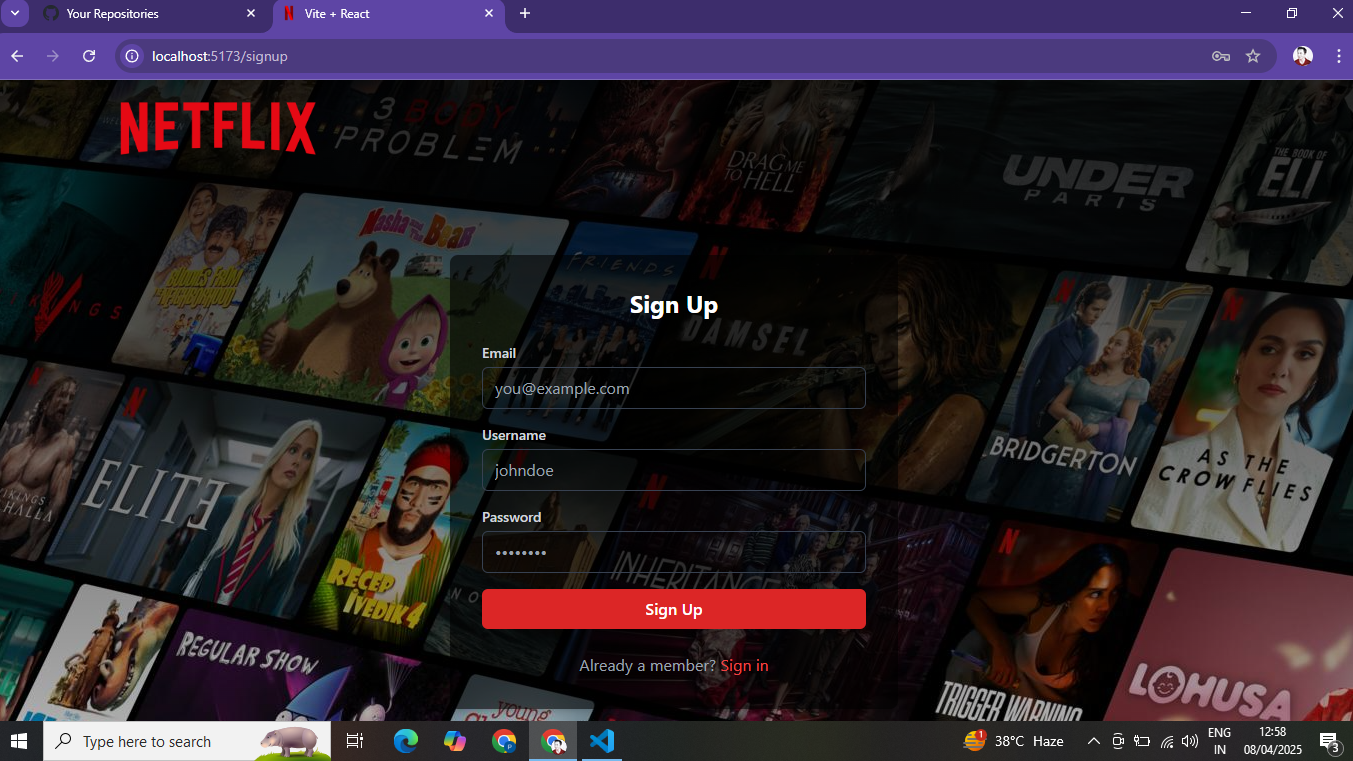 Your Repositories
Vite + React
localhost:5173/signup
NETFLIX
3 BODY
PROBLEM
DRAG ME
TO HELL
UNDER
PARIS
THE BOOK OF
ELI
Masha and The Bear
FRIENDS
Sign Up
DAMSEL
Email
you@example.com
Username
johndoe
BRIDGERTON
AS THE
CROW FLIES
ELITE
Password
••••••••
INHERITANCE
RECEP
İVEDİK 4
Sign Up
REGULAR SHOW
Already a member? Sign in
LOHUSA
TRIGGER WARNING
young
Type here to search
1
38°C Haze
ENG
IN
12:58
08/04/2025
3